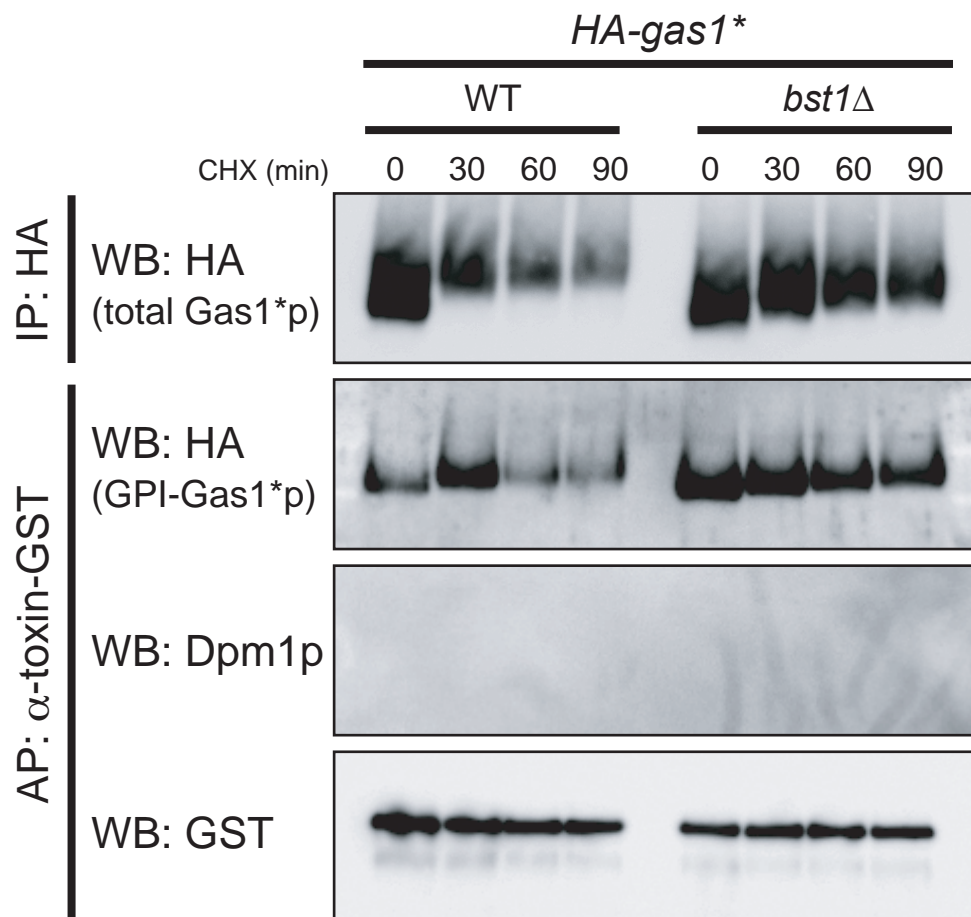 HA-gas1*
WT bst1Δ
CHX (min) 0 30 60 90 0 30 60 90
IP: HA
WB: HA
(total Gas1*p)
AP: α-toxin-GST
WB: HA
(GPI-Gas1*p)
WB: Dpm1p
WB: GST